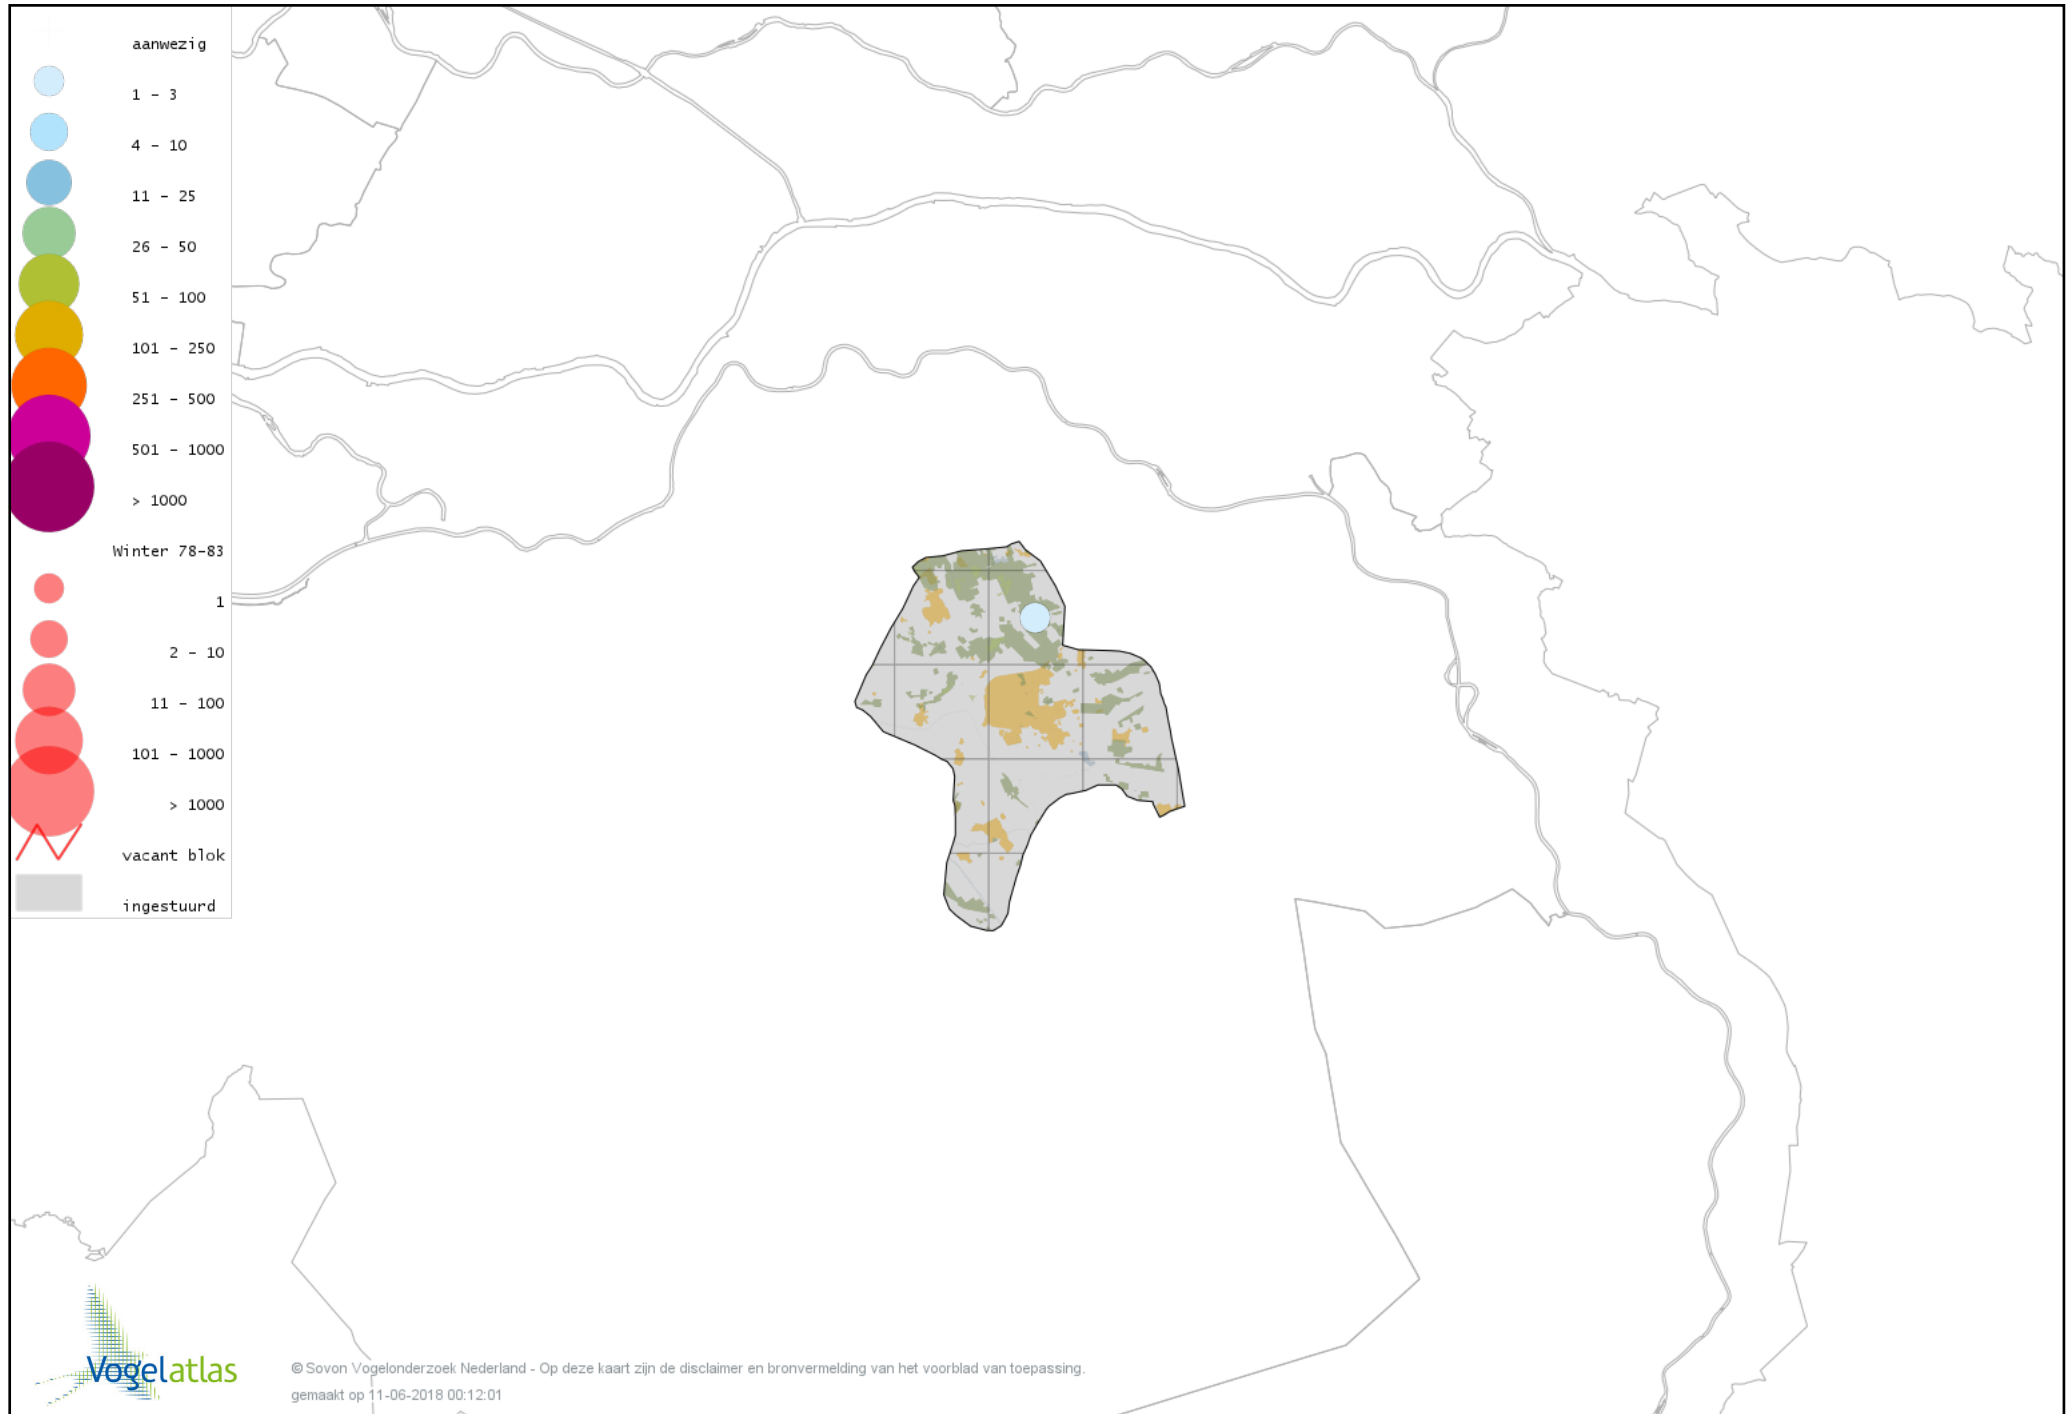 aanwezig
1 - 3
4 - 10
11 - 25
26 - 50
51 - 100
101 - 250
251 - 500
501 - 1000
> 1000
Winter 78-83
1
2 - 10
11 - 100
101 - 1000
> 1000
vacant blok
ingestuurd
Vogelatlas
© Sovon Vogelonderzoek Nederland - Op deze kaart zijn de disclaimer en bronvermelding van het voorblad van toepassing.
gemaakt op 11-06-2018 00:12:01